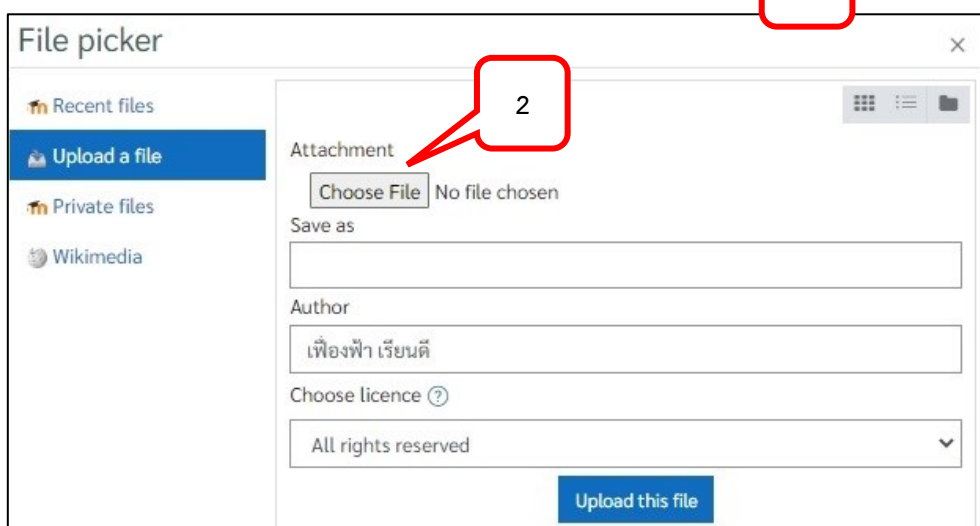 File picker
×
Recent files
2
Upload a file
Attachment
Choose File No file chosen
Private files
Save as
Wikimedia
Author
เฟื่องฟ้า เรียนดี
Choose licence ?
All rights reserved
Upload this file